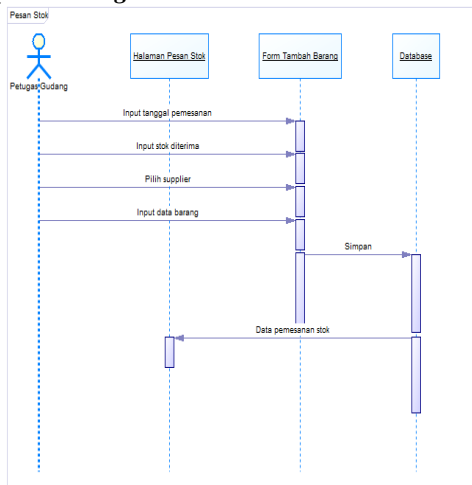 Pesan Stok
Petugas Gudang
Halaman Pesan Stok
Form Tambah Barang
Database
Input tanggal pemesanan
Input stok diterima
Pilih supplier
Input data barang
Simpan
Data pemesanan stok